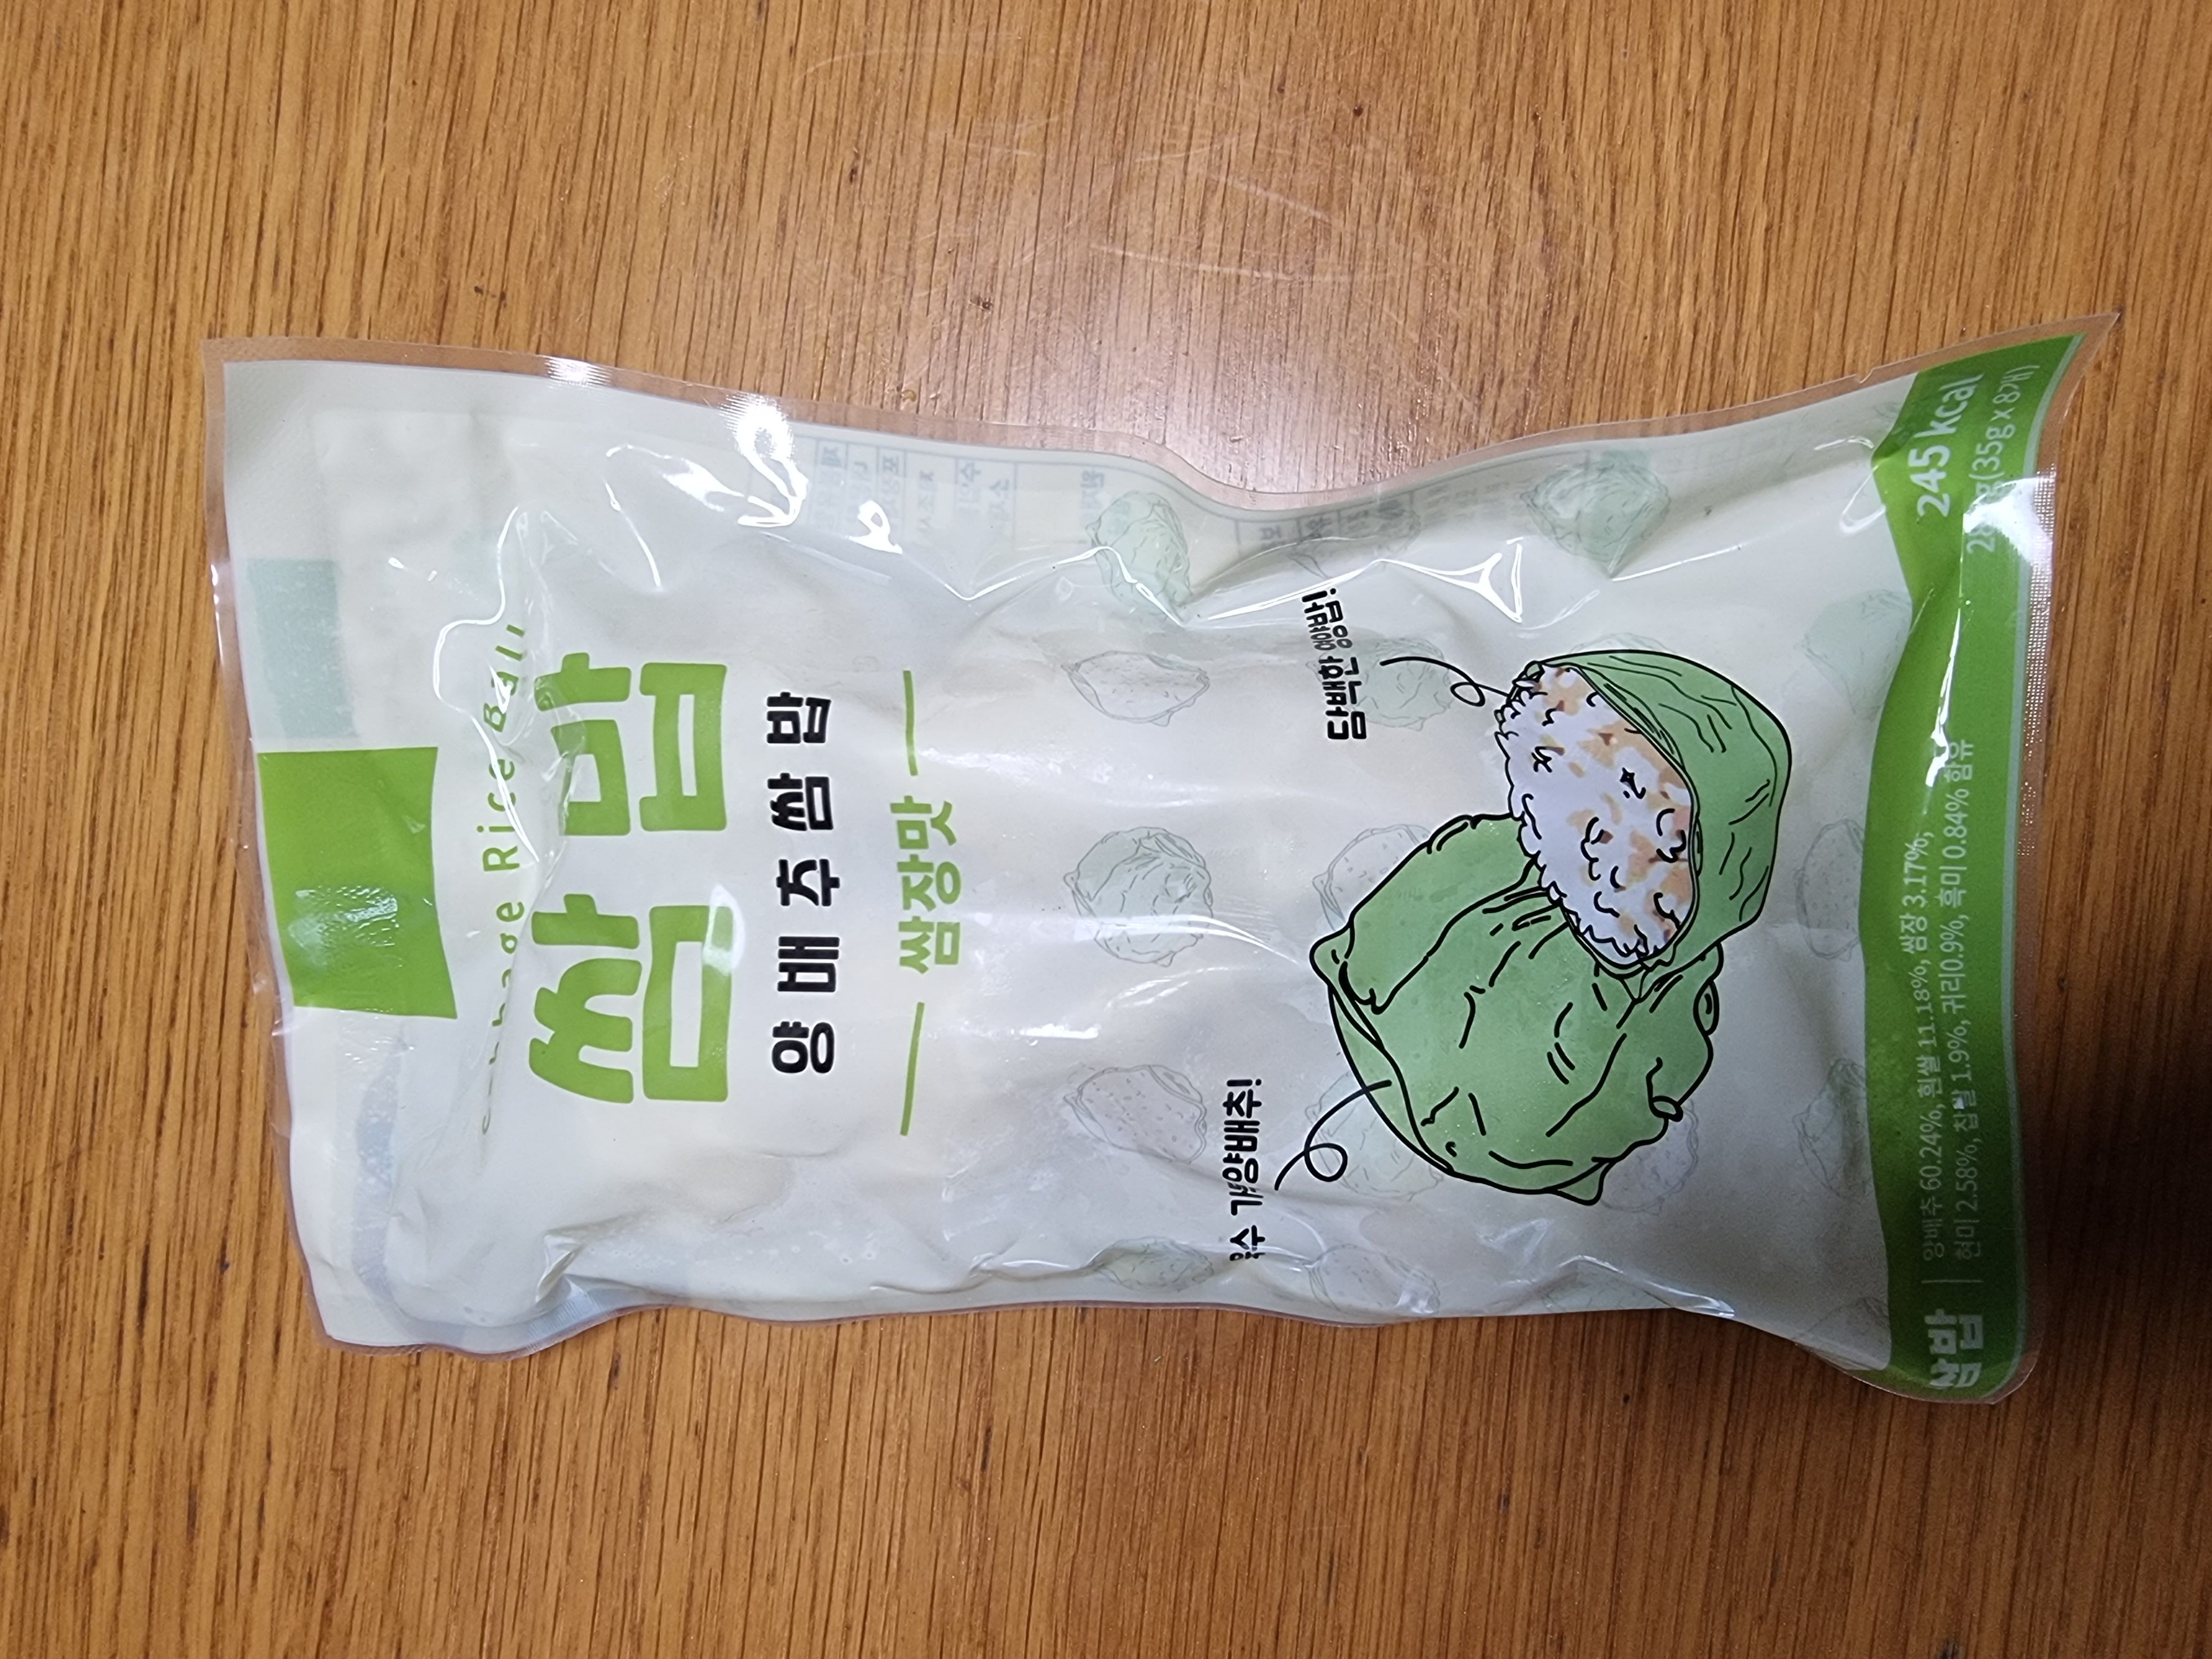 Cabbage Rice Ball
쌈밥
양배추쌈밥
쌈장맛
담백한 영양밥!
양배추!
쌈밥
양배추 60.24%, 흰쌀 11.18%, 쌈장 3.17%,
현미 2.58%, 찹쌀 1.9%, 귀리0.9%, 흑미 0.84% 함유
245 kcal
(35g x 8개)